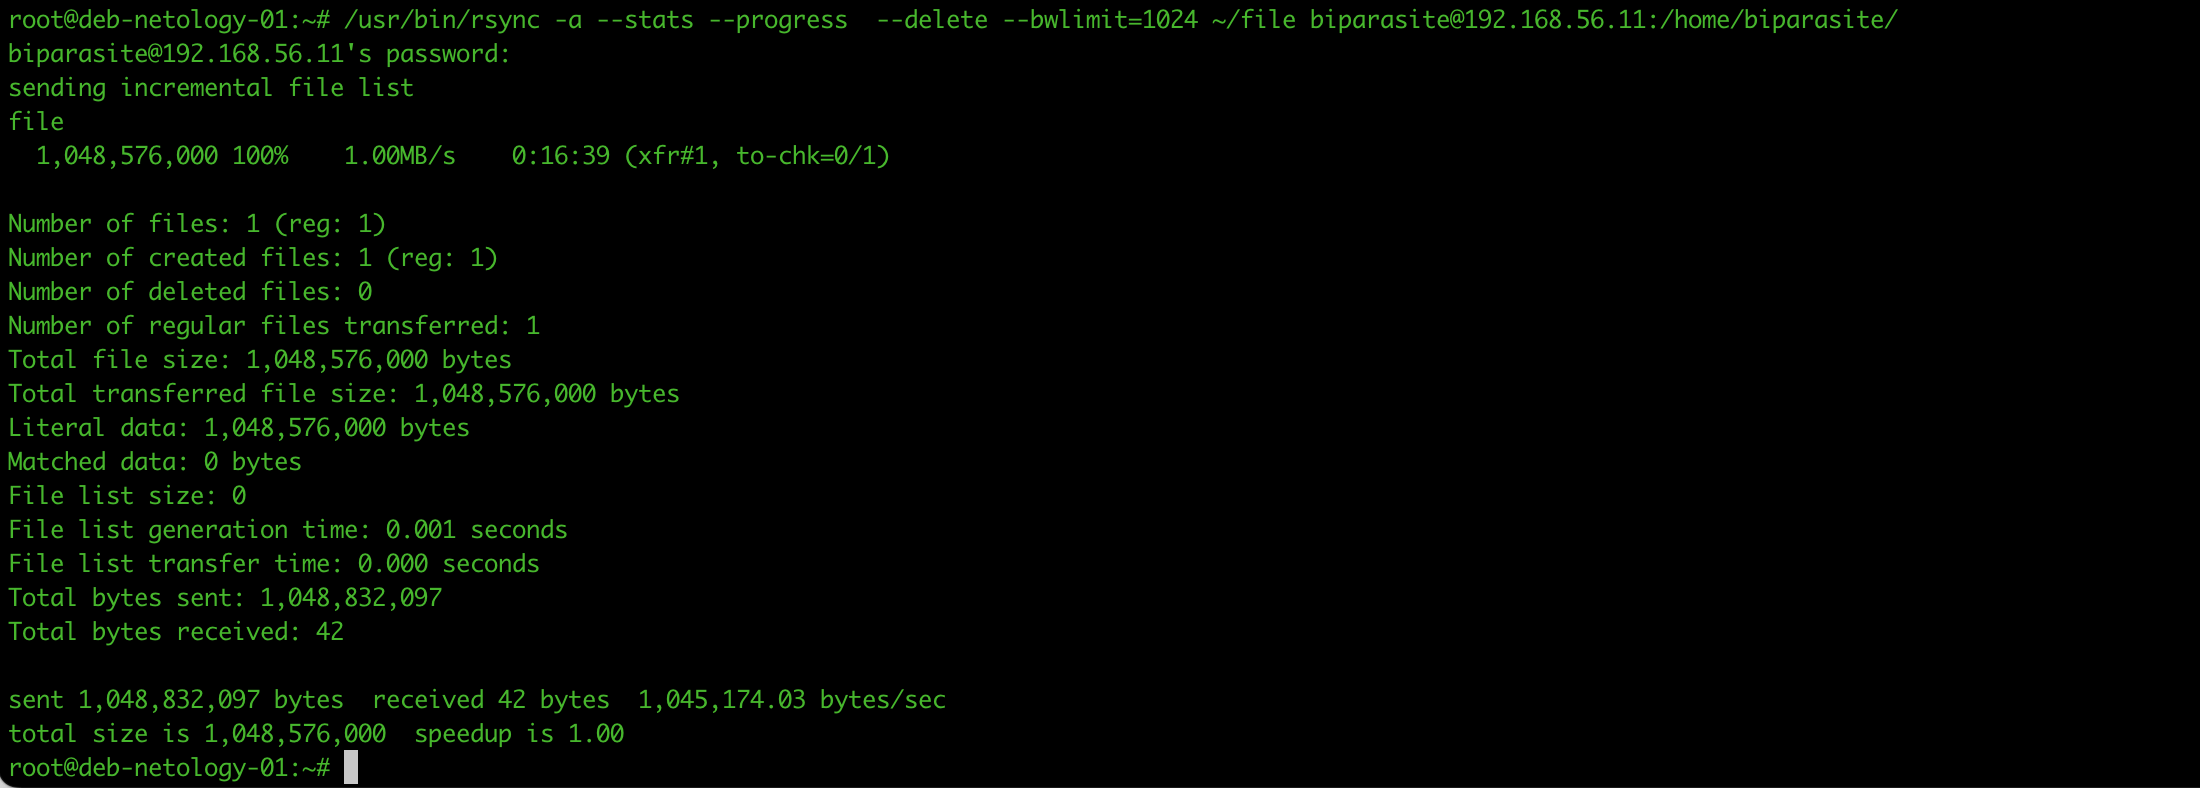 root@deb-netology-01:~# /usr/bin/rsync -a --stats --progress  --delete --bwlimit=1024 ~/file biparasite@192.168.56.11:/home/biparasite/
biparasite@192.168.56.11's password:
sending incremental file list
file
  1,048,576,000 100%    1.00MB/s    0:16:39 (xfr#1, to-chk=0/1)

Number of files: 1 (reg: 1)
Number of created files: 1 (reg: 1)
Number of deleted files: 0
Number of regular files transferred: 1
Total file size: 1,048,576,000 bytes
Total transferred file size: 1,048,576,000 bytes
Literal data: 1,048,576,000 bytes
Matched data: 0 bytes
File list size: 0
File list generation time: 0.001 seconds
File list transfer time: 0.000 seconds
Total bytes sent: 1,048,832,097
Total bytes received: 42

sent 1,048,832,097 bytes  received 42 bytes  1,045,174.03 bytes/sec
total size is 1,048,576,000  speedup is 1.00
root@deb-netology-01:~#